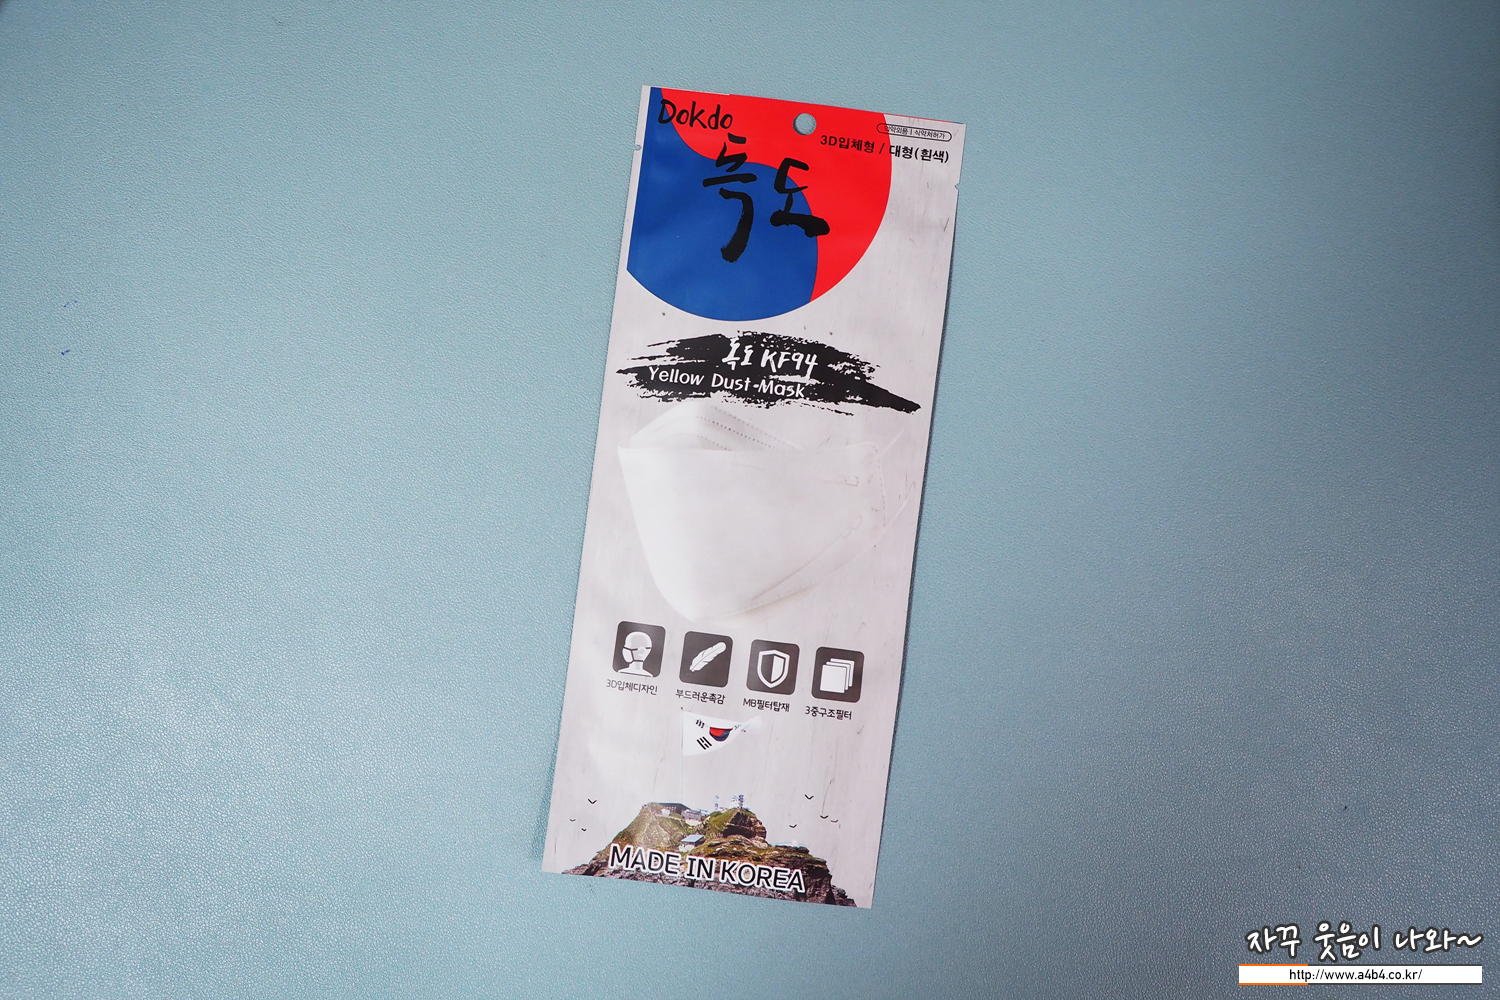 Dokdo
독도
의약외품 | 식약처허가
3D입체형 / 대형(흰색)
독도 KF94
Yellow Dust Mask
3D입체디자인
부드러운촉감
MB필터탑재
3중구조필터
MADE IN KOREA
자꾸 웃음이 나와~
http://www.a4b4.co.kr/